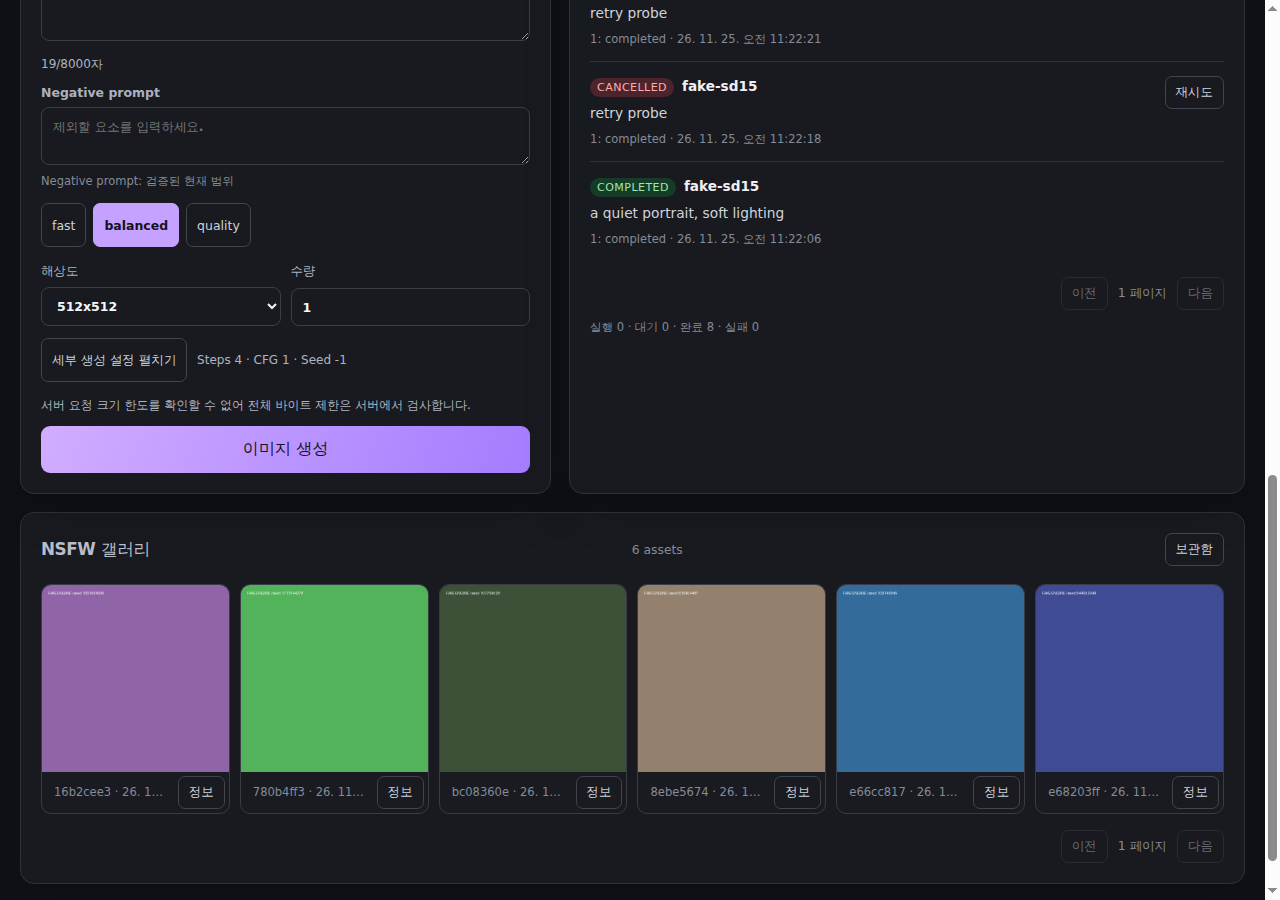 19/8000자
Negative prompt
제외할 요소를 입력하세요.
Negative prompt: 검증된 현재 범위
fast
balanced
quality
해상도
수량
512x512
1
세부 생성 설정 펼치기
Steps 4 · CFG 1 · Seed -1
서버 요청 크기 한도를 확인할 수 없어 전체 바이트 제한은 서버에서 검사합니다.
이미지 생성
retry probe
1: completed · 26. 11. 25. 오전 11:22:21
CANCELLED fake-sd15
재시도
retry probe
1: completed · 26. 11. 25. 오전 11:22:18
COMPLETED fake-sd15
a quiet portrait, soft lighting
1: completed · 26. 11. 25. 오전 11:22:06
이전
1 페이지
다음
실행 0 · 대기 0 · 완료 8 · 실패 0
NSFW 갤러리
6 assets
보관함
16b2cee3 · 26. 1…
정보
780b4ff3 · 26. 11…
정보
bc08360e · 26. 1…
정보
8ebe5674 · 26. 1…
정보
e66cc817 · 26. 1…
정보
e68203ff · 26. 11…
정보
이전
1 페이지
다음